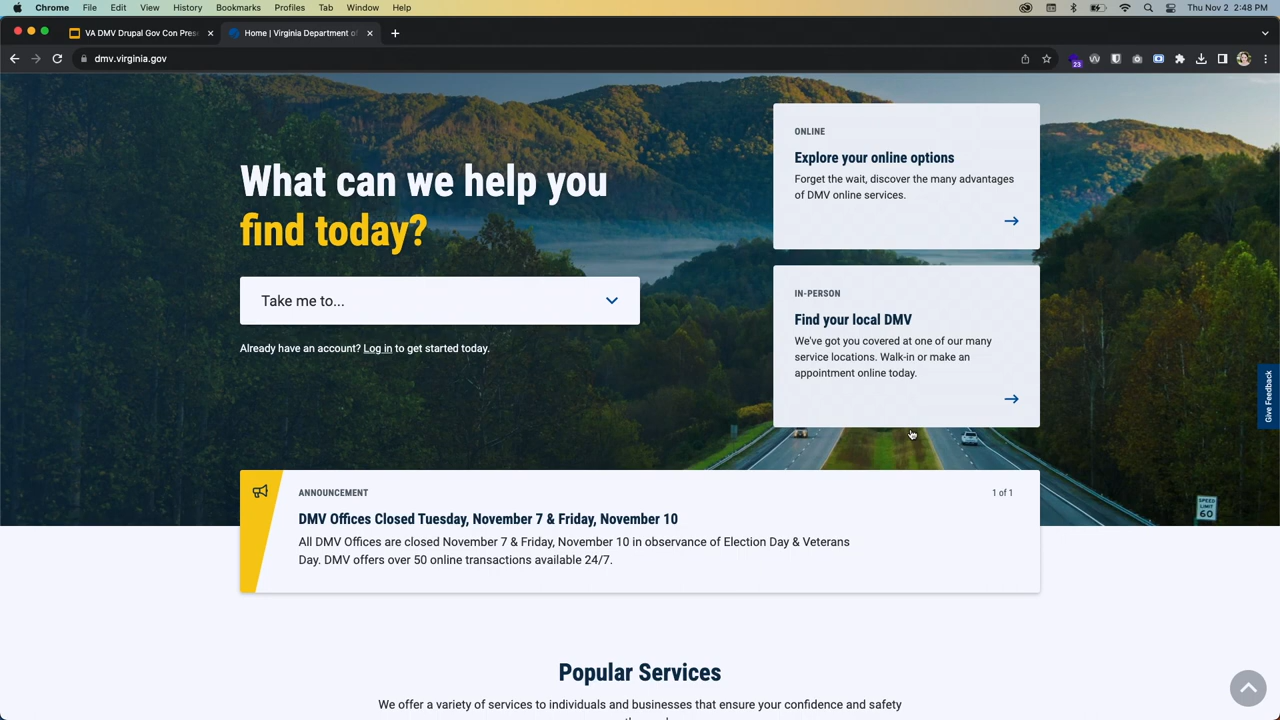 Chrome File Edit View History Bookmarks Profiles Tab Window Help Thu Nov 2 2:48 PM
VA DMV Drupal Gov Con Pres Home | Virginia Department of
dmv.virginia.gov 23
What can we help you
find today?
Take me to...
Already have an account? Log in to get started today.
ONLINE
Explore your online options
Forget the wait, discover the many advantages
of DMV online services.
IN-PERSON
Find your local DMV
We've got you covered at one of our many
service locations. Walk-in or make an
appointment online today.
Give Feedback
SPEED
LIMIT
60
ANNOUNCEMENT 1 of 1
DMV Offices Closed Tuesday, November 7 & Friday, November 10
All DMV Offices are closed November 7 & Friday, November 10 in observance of Election Day & Veterans
Day. DMV offers over 50 online transactions available 24/7.
Popular Services
We offer a variety of services to individuals and businesses that ensure your confidence and safety